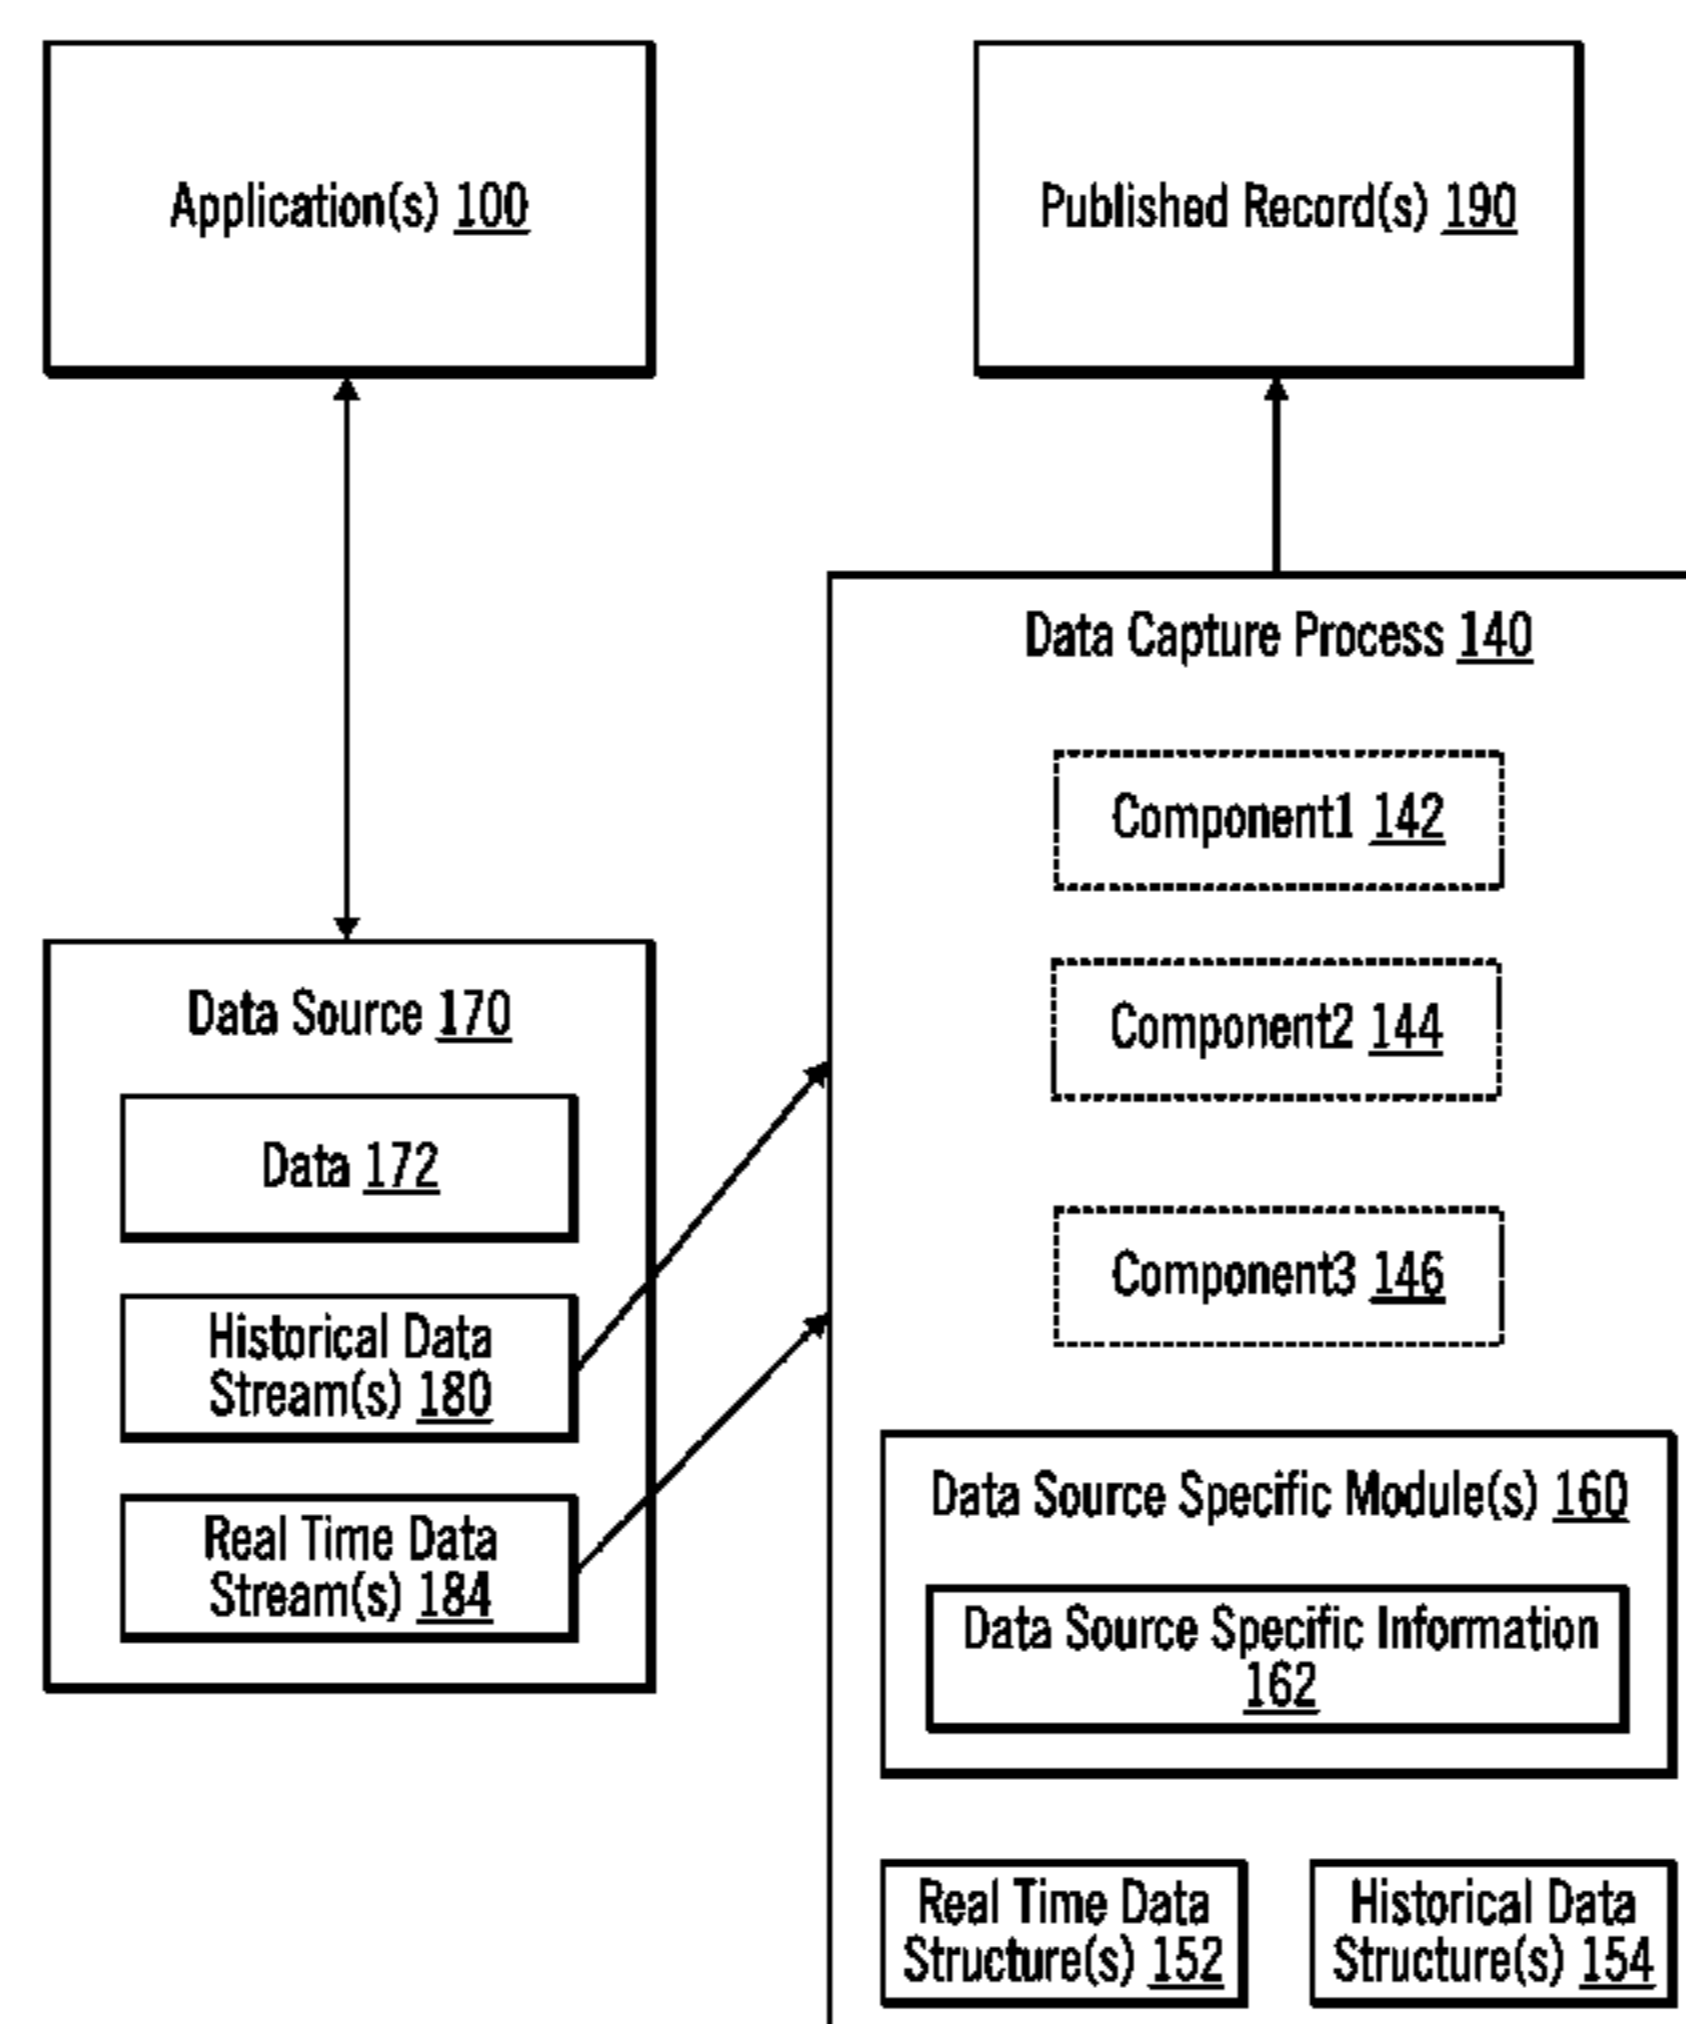 Application(s) 100
Published Record(s) 190
Data Capture Process 140
Component1 142
Component2 144
Component3 146
Data Source 170
Data 172
Historical Data
Stream(s) 180
Real Time Data
Stream(s) 184
Data Source Specific Module(s) 160
Data Source Specific Information
162
Real Time Data
Structure(s) 152
Historical Data
Structure(s) 154